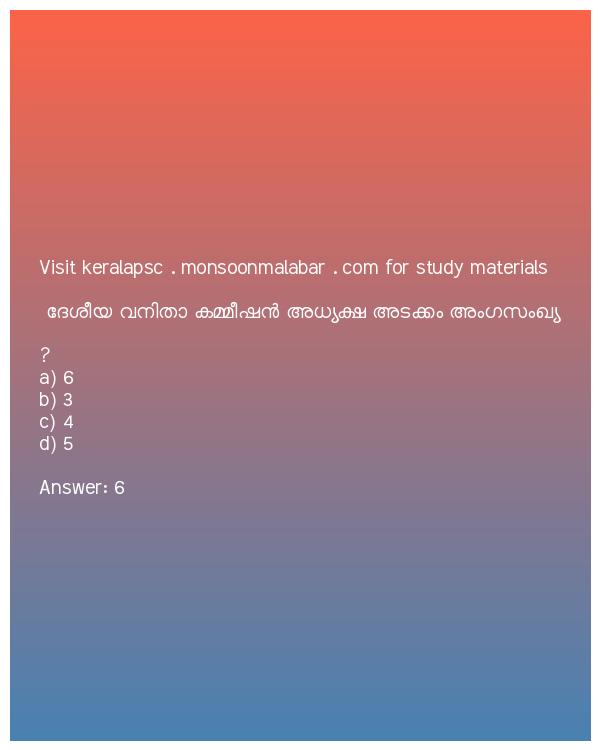 Visit keralapsc . monsoonmalabar . com for study materials
ദേശീയ വനിതാ കമ്മീഷൻ അധ്യക്ഷ അടക്കം അംഗസംഖ്യ
?
a) 6
b) 3
c) 4
d) 5
Answer: 6